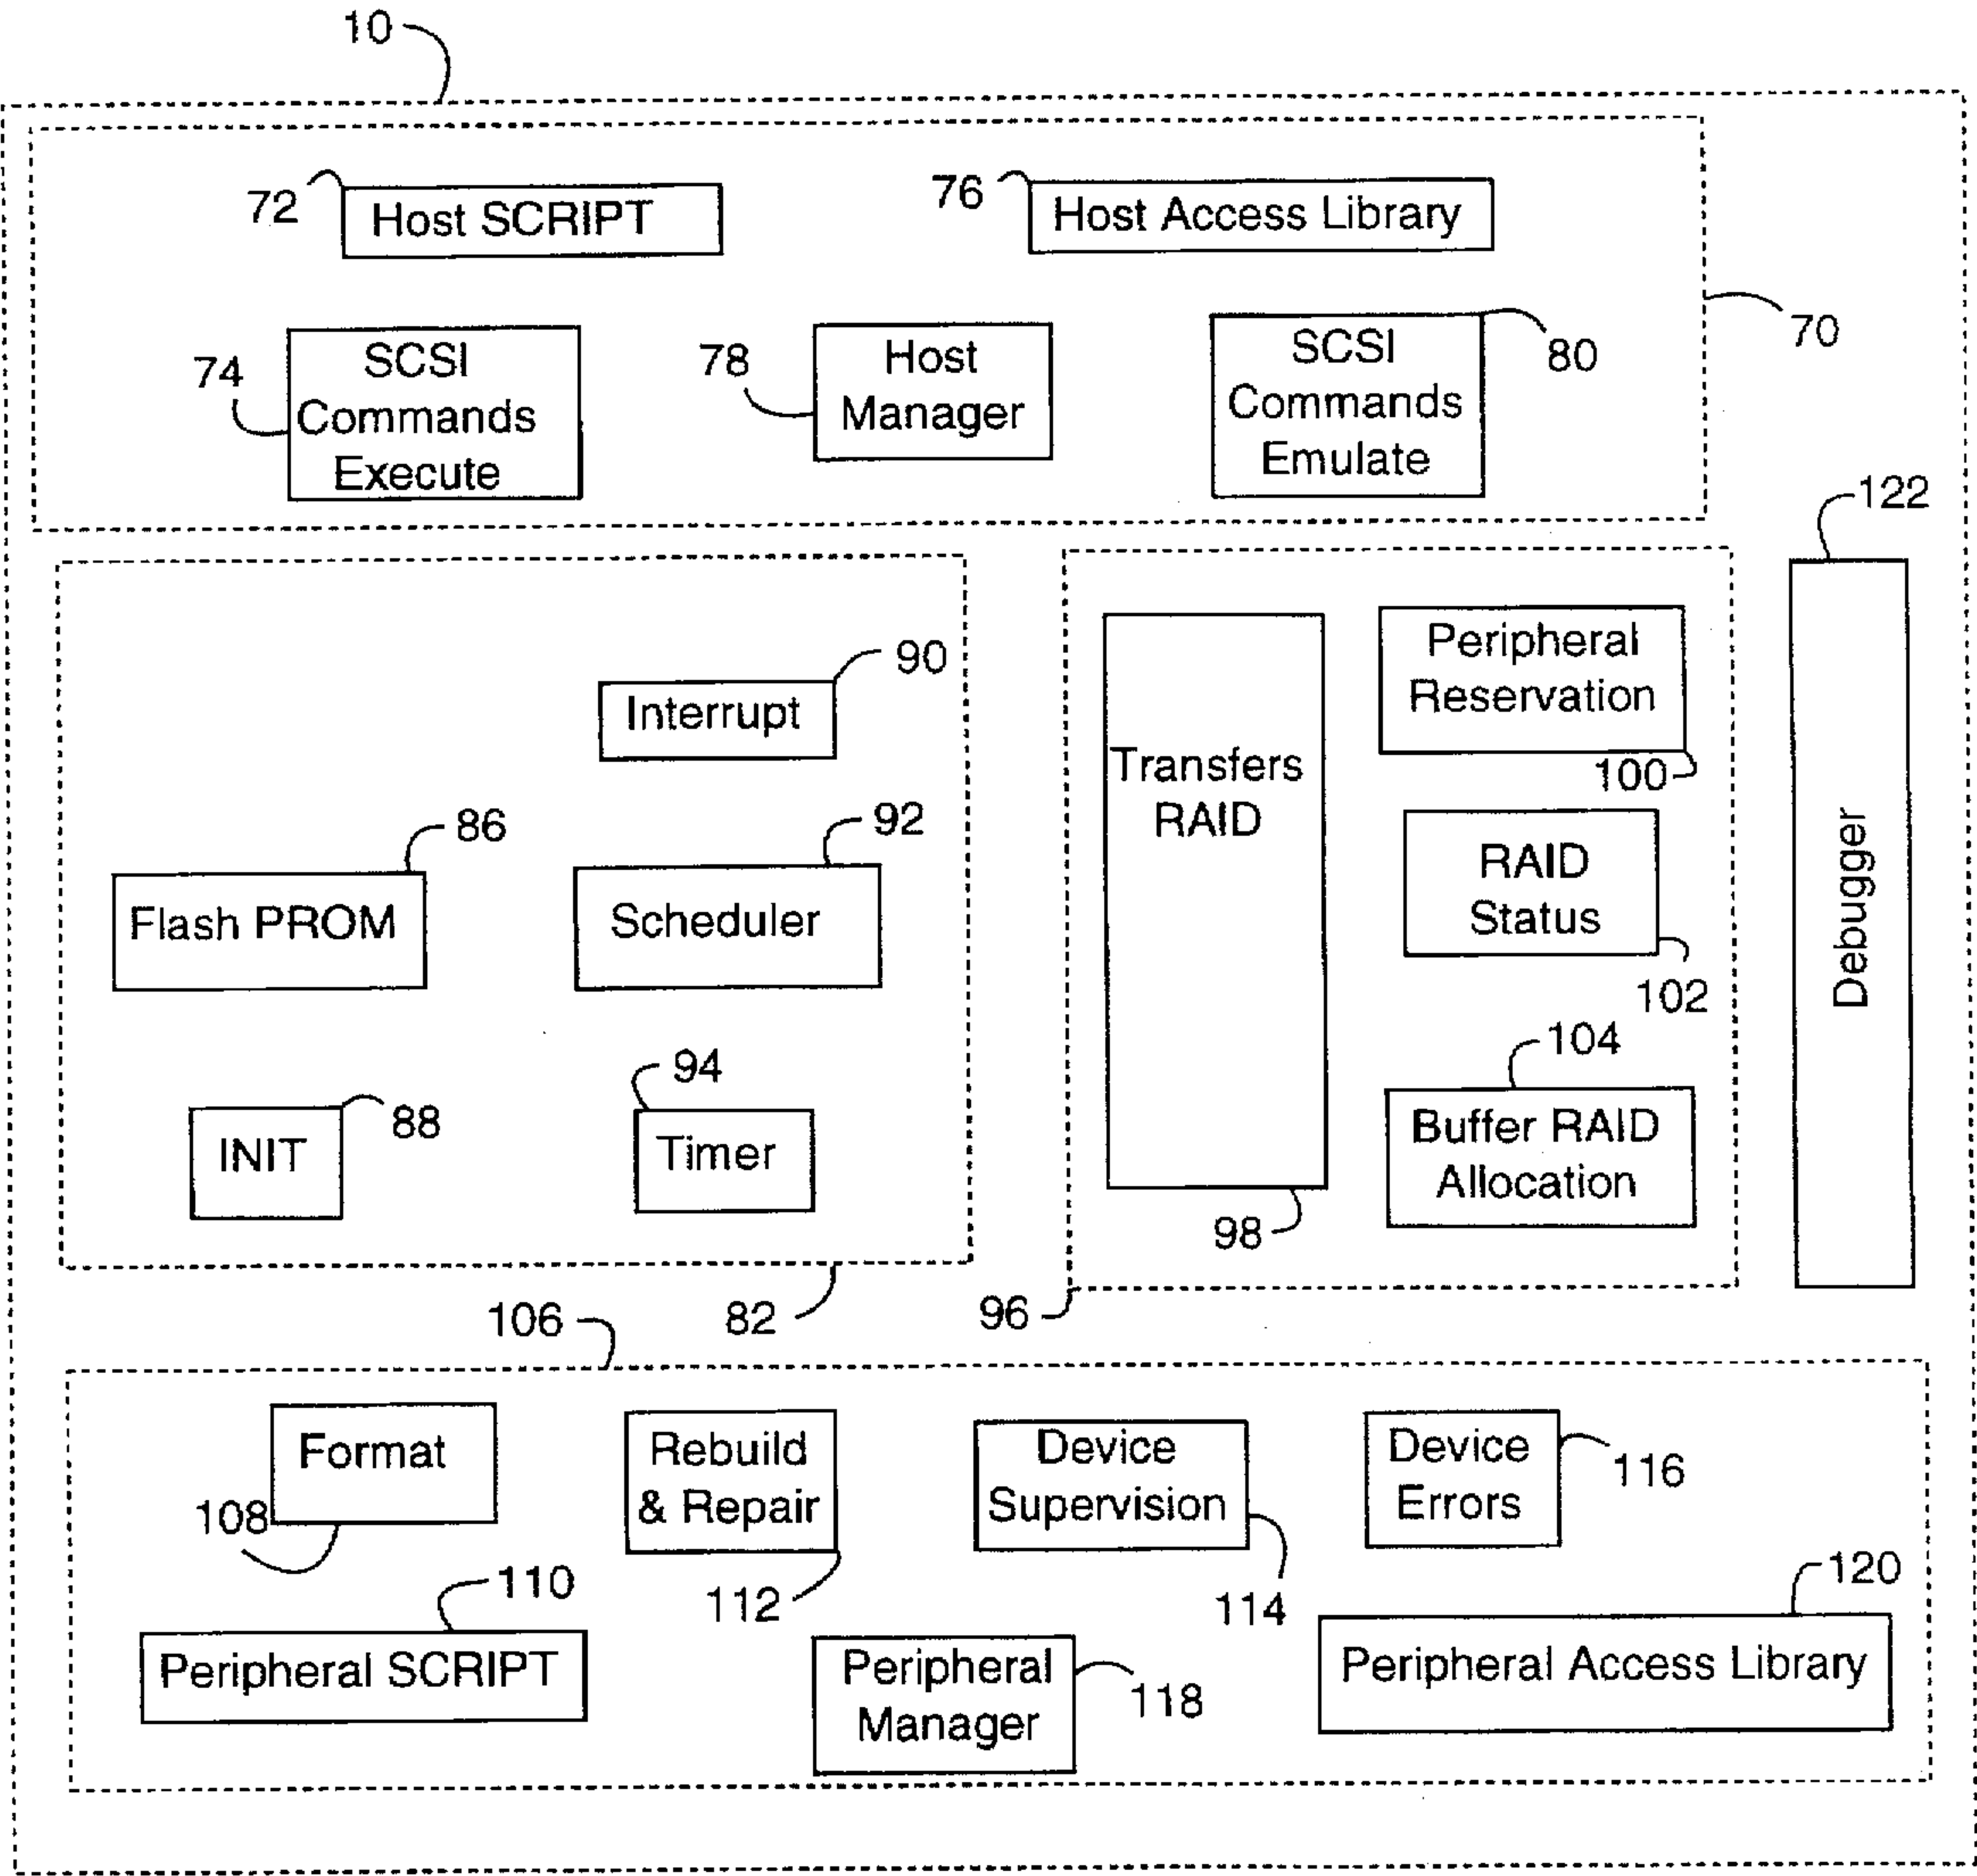 10
72
Host SCRIPT
76
Host Access Library
70
74
SCSI
Commands
Execute
78
Host
Manager
SCSI
Commands
Emulate
80
122
Debugger
90
Interrupt
86
Flash PROM
92
Scheduler
88
INIT
94
Timer
82
Transfers
RAID
98
Peripheral
Reservation
100
RAID
Status
102
104
Buffer RAID
Allocation
96
106
Format
108
Rebuild
& Repair
112
Device
Supervision
114
Device
Errors
116
110
Peripheral SCRIPT
Peripheral
Manager
118
120
Peripheral Access Library